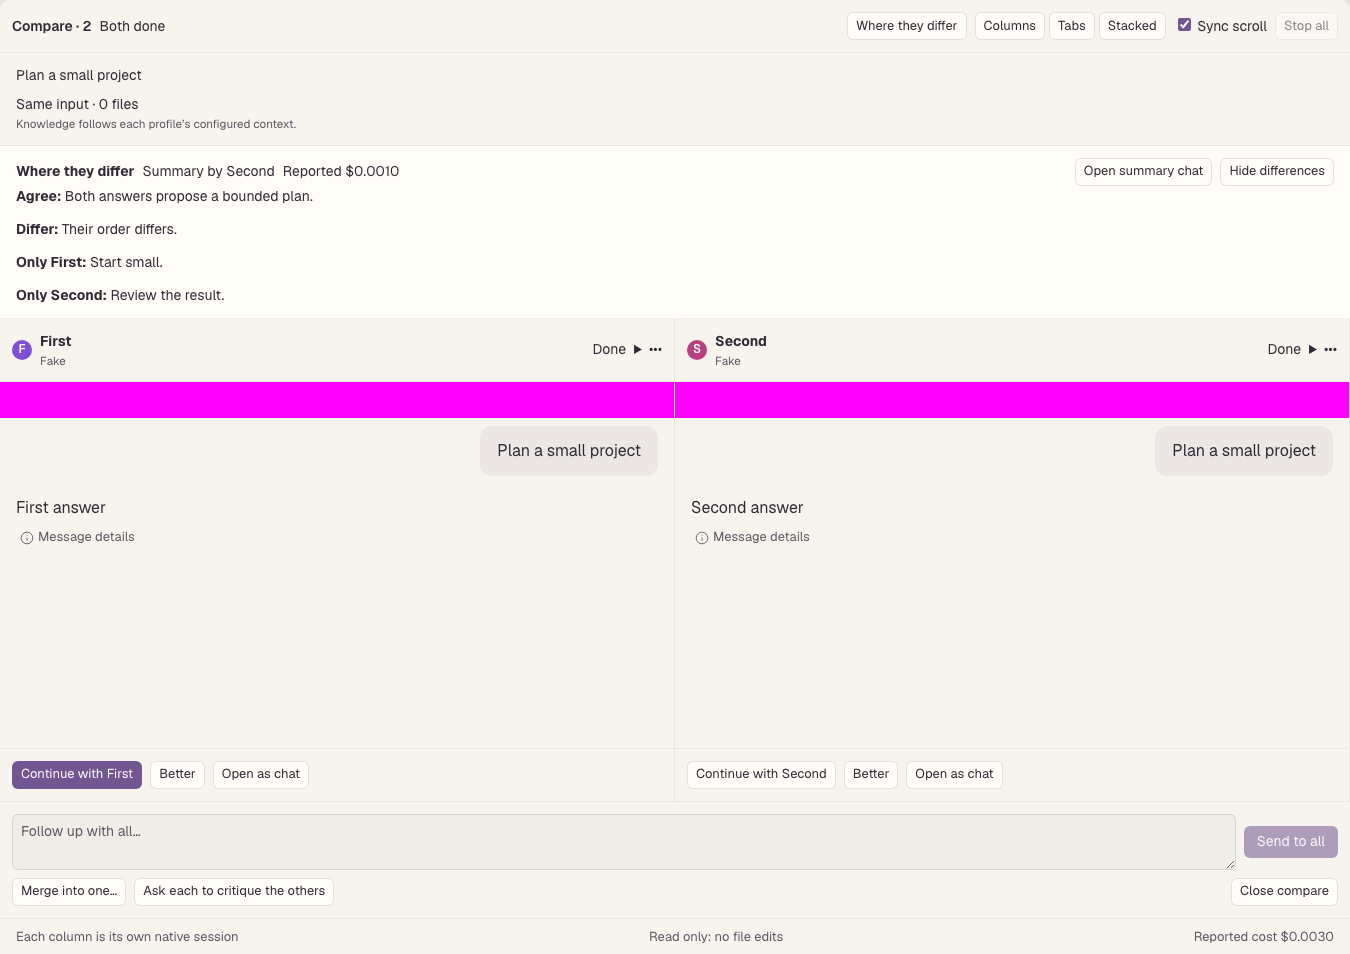 Compare · 2 Both done
Where they differ Columns Tabs Stacked Sync scroll Stop all
Plan a small project
Same input · 0 files
Knowledge follows each profile's configured context.
Where they differ Summary by Second Reported $0.0010
Open summary chat Hide differences
Agree: Both answers propose a bounded plan.
Differ: Their order differs.
Only First: Start small.
Only Second: Review the result.
F First
Fake
Done
S Second
Fake
Done
Plan a small project
First answer
Message details
Plan a small project
Second answer
Message details
Continue with First Better Open as chat
Continue with Second Better Open as chat
Follow up with all…
Send to all
Merge into one… Ask each to critique the others
Close compare
Each column is its own native session
Read only: no file edits
Reported cost $0.0030